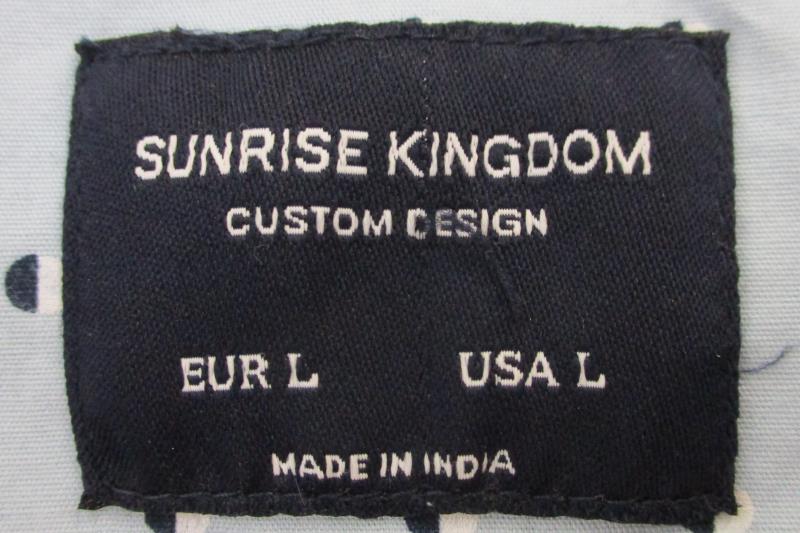 SUNRISE KINGDOM
CUSTOM DESIGN
EUR L USA L
MADE IN INDIA